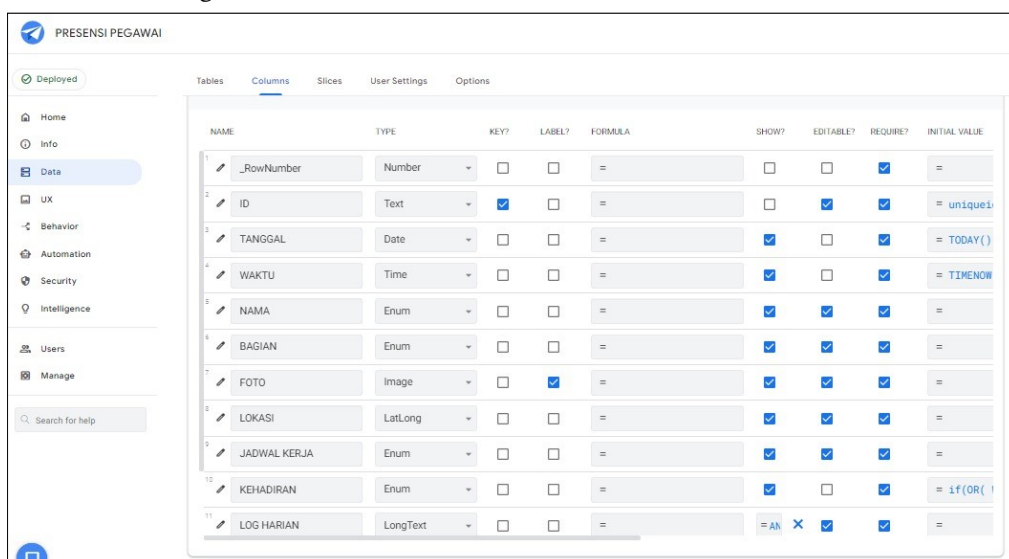 PRESENSI PEGAWAI
Deployed
Home
Info
Data
UX
Behavior
Automation
Security
Intelligence
Users
Manage
Search for help
Tables Columns Slices User Settings Options
NAME TYPE KEY? LABEL? FORMULA SHOW? EDITABLE? REQUIRE? INITIAL VALUE
1 _RowNumber Number = =
2 ID Text = = uniquei
3 TANGGAL Date = = TODAY()
4 WAKTU Time = = TIMENOW
5 NAMA Enum = =
6 BAGIAN Enum = =
7 FOTO Image = =
8 LOKASI LatLong = =
9 JADWAL KERJA Enum = =
10 KEHADIRAN Enum = = if(OR(
11 LOG HARIAN LongText = = AN =